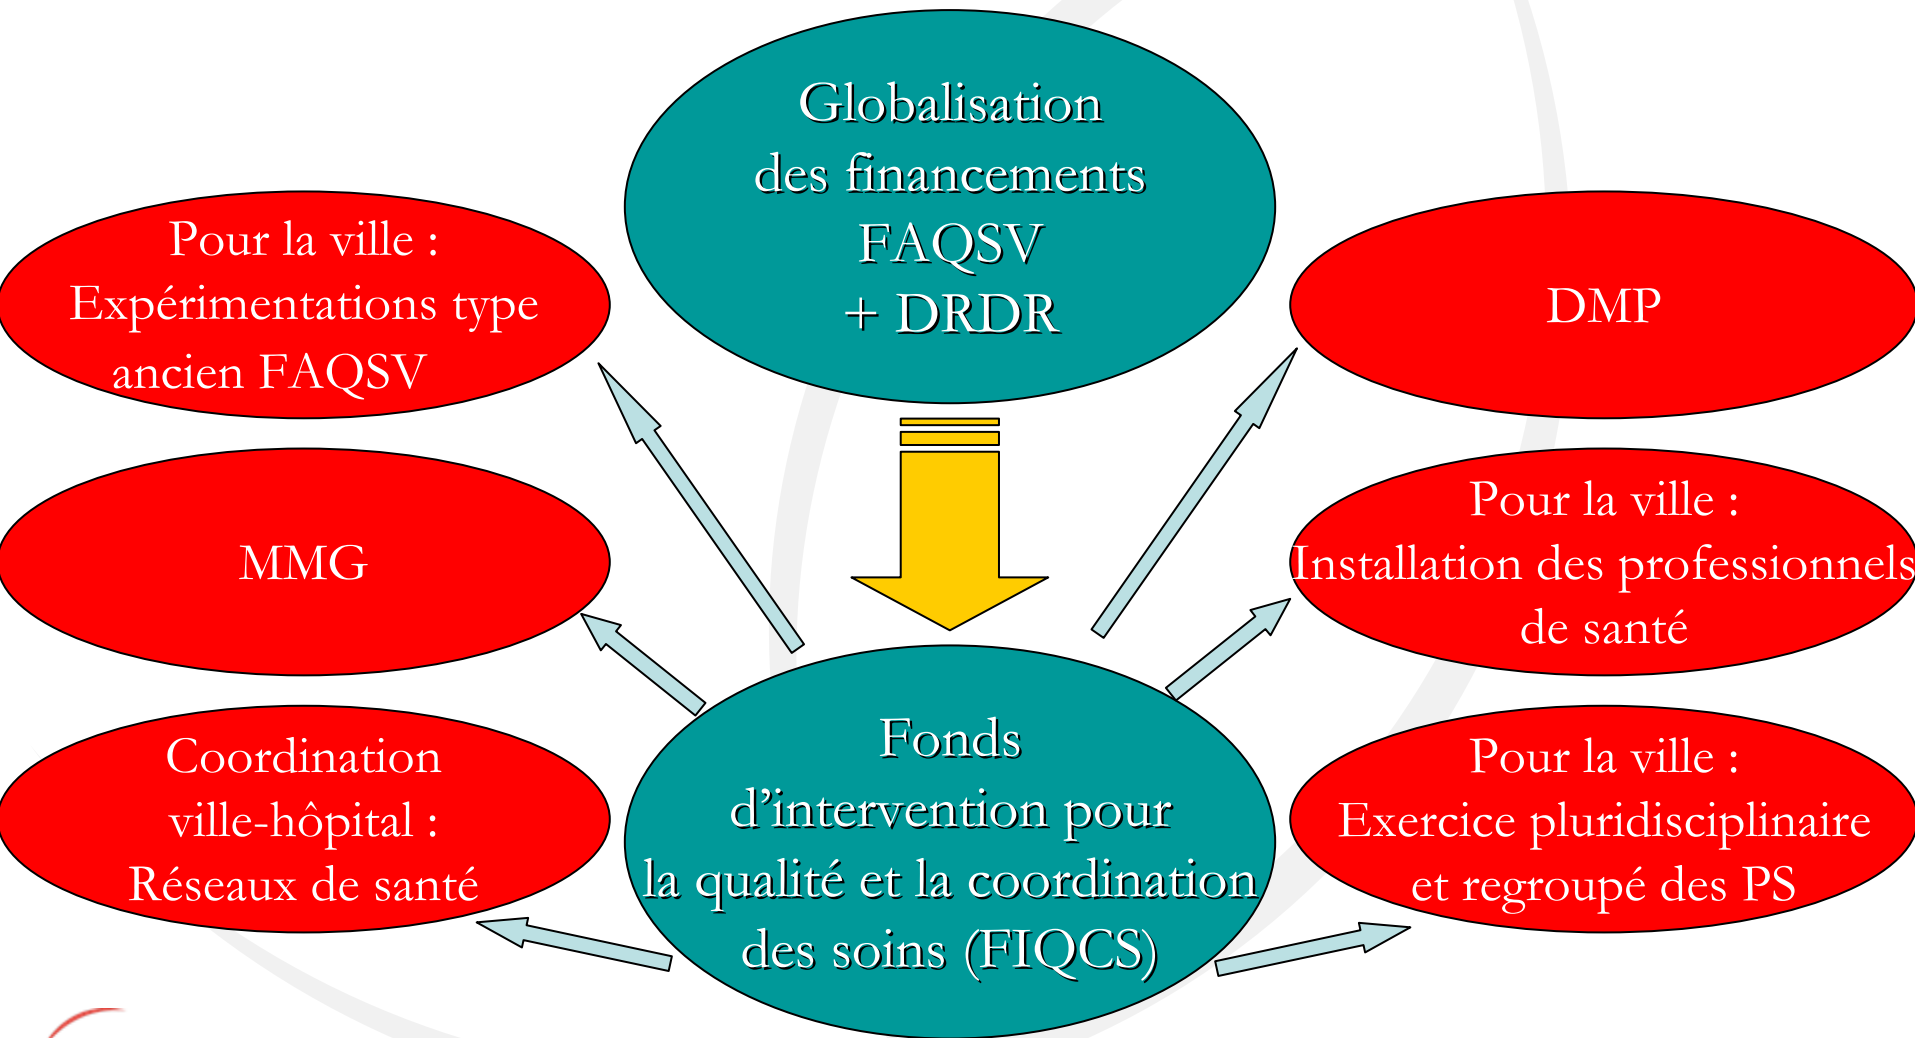 Globalisation
des financements
FAQSV
+ DRDR
Pour la ville :
Expérimentations type
ancien FAQSV
DMP
MMG
Pour la ville :
Installation des professionnels
de santé
Coordination
ville-hôpital :
Réseaux de santé
Fonds
d’intervention pour
la qualité et la coordination
des soins (FIQCS)
Pour la ville :
Exercice pluridisciplinaire
et regroupé des PS